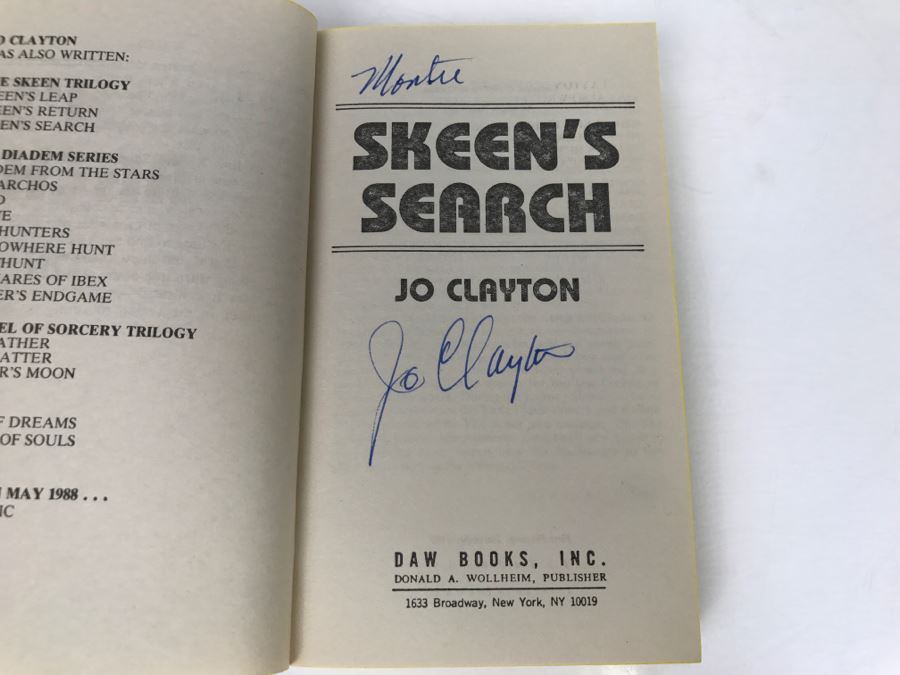 O CLAYTON
AS ALSO WRITTEN:
E SKEEN TRILOGY
EEN'S LEAP
EEN'S RETURN
EEN'S SEARCH
DIADEM SERIES
DEM FROM THE STARS
ARCHOS
D
VE
HUNTERS
OWHERE HUNT
HUNT
ARES OF IBEX
ER'S ENDGAME
EL OF SORCERY TRILOGY
ATHER
ATTER
R'S MOON
F DREAMS
OF SOULS
MAY 1988 . . .
IC
SKEEN'S
SEARCH
JO CLAYTON
Jo Clayton
DAW BOOKS, INC.
DONALD A. WOLLHEIM, PUBLISHER
1633 Broadway, New York, NY 10019